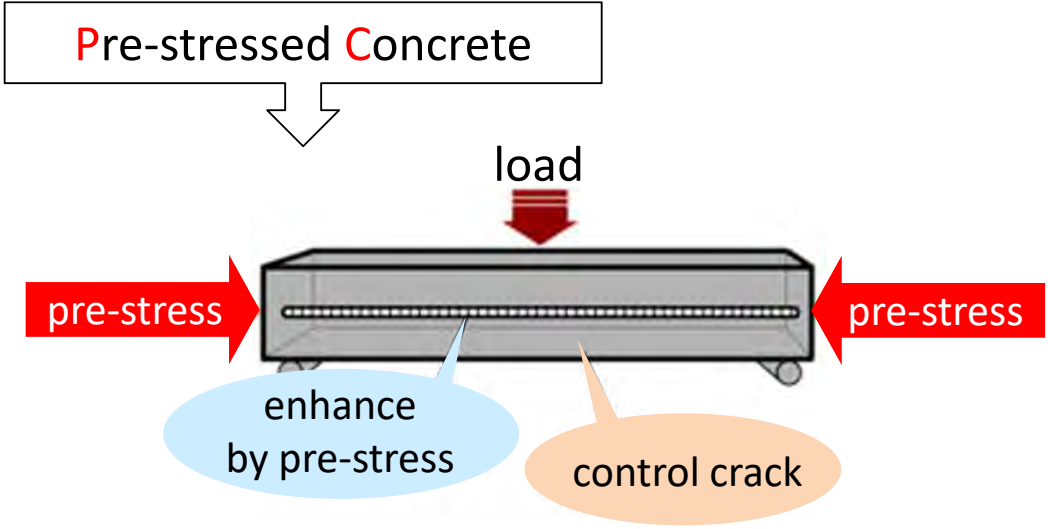 Pre-stressed Concrete
load
pre-stress
pre-stress
enhance
by pre-stress
control crack